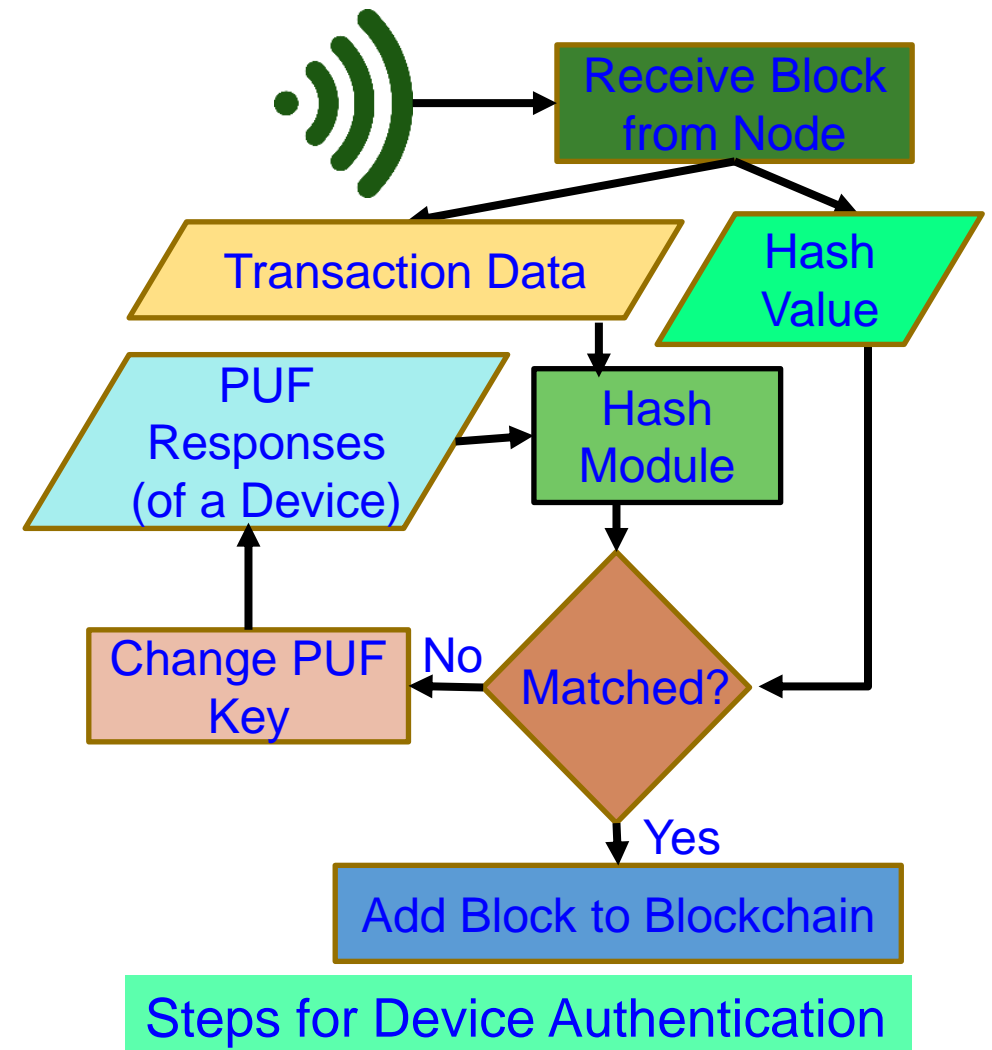 Receive Block
from Node
Transaction Data
Hash
Value
PUF
Responses
(of a Device)
Hash
Module
Change PUF
Key
No
Matched?
Yes
Add Block to Blockchain
Steps for Device Authentication